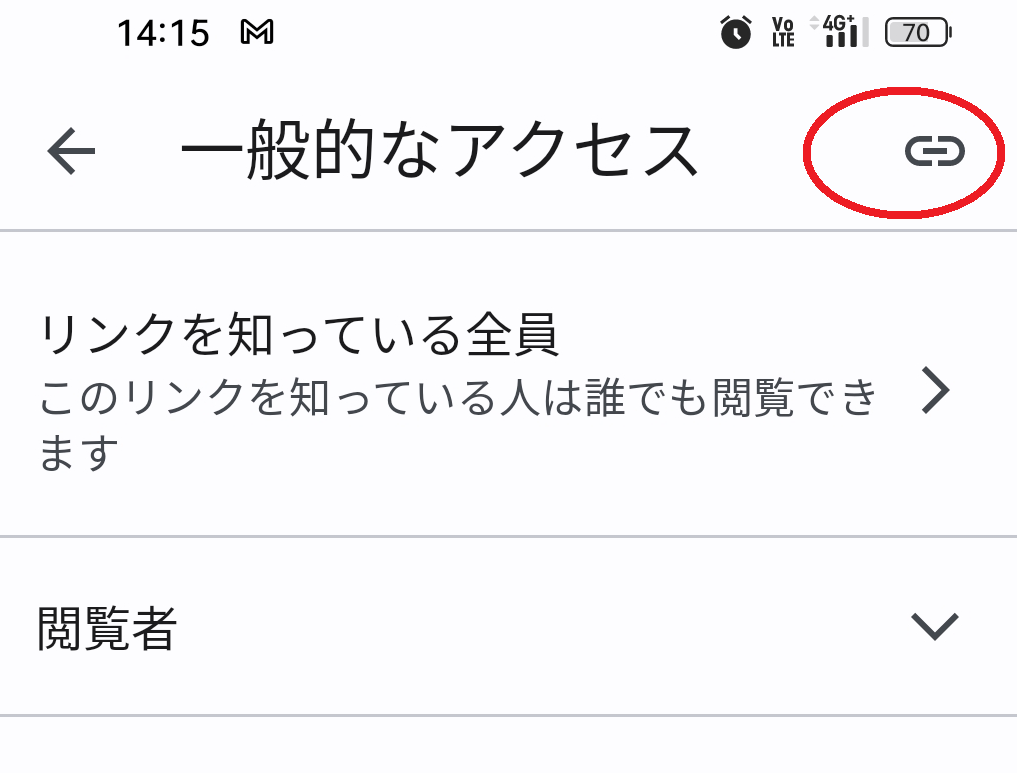 14:15 Vo LTE 4G+ 70
一般的なアクセス
リンクを知っている全員
このリンクを知っている人は誰でも閲覧でき
ます
閲覧者